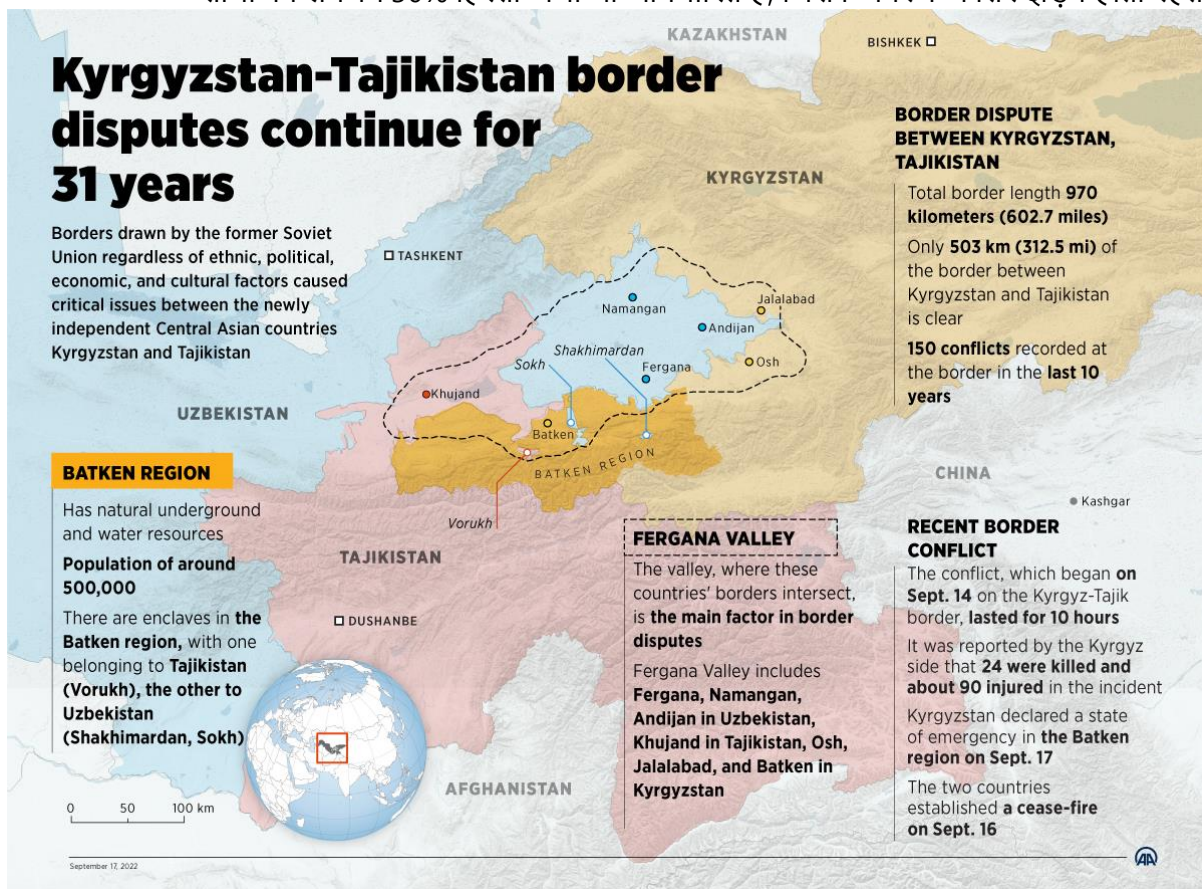 KAZAKHSTAN
BISHKEK
Kyrgyzstan-Tajikistan border
disputes continue for
31 years
Borders drawn by the former Soviet
Union regardless of ethnic, political,
economic, and cultural factors caused
critical issues between the newly
independent Central Asian countries
Kyrgyzstan and Tajikistan
BORDER DISPUTE
BETWEEN KYRGYZSTAN,
TAJIKISTAN
Total border length 970
kilometers (602.7 miles)
Only 503 km (312.5 mi) of
the border between
Kyrgyzstan and Tajikistan
is clear
150 conflicts recorded at
the border in the last 10
years
KYRGYZSTAN
TASHKENT
Namangan
Jalalabad
Andijan
Shakhimardan
Sokh
Fergana
Osh
Khujand
UZBEKISTAN
Batken
BATKEN REGION
Vorukh
TAJIKISTAN
DUSHANBE
CHINA
Kashgar
AFGHANISTAN
BATKEN REGION
Has natural underground
and water resources
Population of around
500,000
There are enclaves in the
Batken region, with one
belonging to Tajikistan
(Vorukh), the other to
Uzbekistan
(Shakhimardan, Sokh)
FERGANA VALLEY
The valley, where these
countries' borders intersect,
is the main factor in border
disputes
Fergana Valley includes
Fergana, Namangan,
Andijan in Uzbekistan,
Khujand in Tajikistan, Osh,
Jalalabad, and Batken in
Kyrgyzstan
RECENT BORDER
CONFLICT
The conflict, which began on
Sept. 14 on the Kyrgyz-Tajik
border, lasted for 10 hours
It was reported by the Kyrgyz
side that 24 were killed and
about 90 injured in the incident
Kyrgyzstan declared a state
of emergency in the Batken
region on Sept. 17
The two countries
established a cease-fire
on Sept. 16
0 50 100 km
September 17, 2022
AA